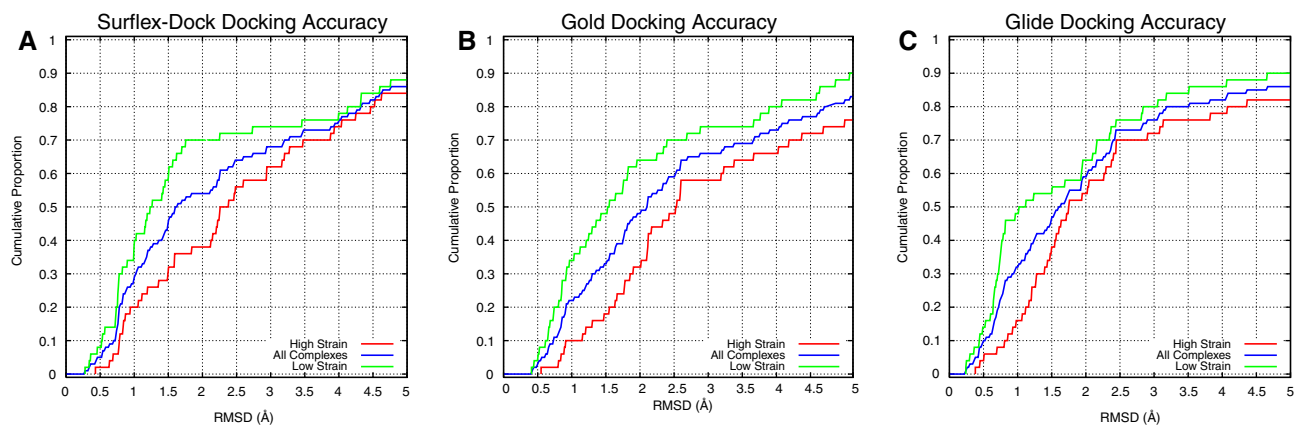 A
Surflex-Dock Docking Accuracy
Cumulative Proportion
1
0.9
0.8
0.7
0.6
0.5
0.4
0.3
0.2
0.1
0
High Strain
All Complexes
Low Strain
0 0.5 1 1.5 2 2.5 3 3.5 4 4.5 5
RMSD (Å)
B
Gold Docking Accuracy
Cumulative Proportion
1
0.9
0.8
0.7
0.6
0.5
0.4
0.3
0.2
0.1
0
High Strain
All Complexes
Low Strain
0 0.5 1 1.5 2 2.5 3 3.5 4 4.5 5
RMSD (Å)
C
Glide Docking Accuracy
Cumulative Proportion
1
0.9
0.8
0.7
0.6
0.5
0.4
0.3
0.2
0.1
0
High Strain
All Complexes
Low Strain
0 0.5 1 1.5 2 2.5 3 3.5 4 4.5 5
RMSD (Å)